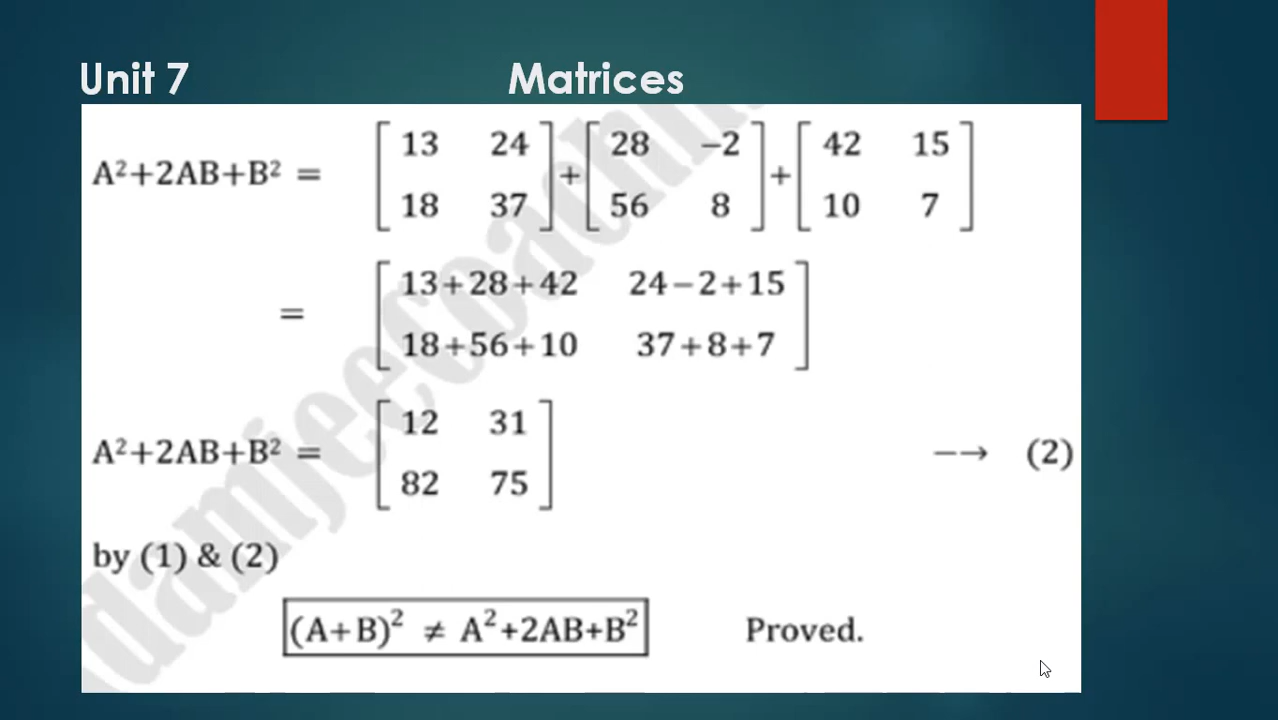 Unit 7 Matrices
A²+2AB+B² = [ 13 24 ] + [ 28 –2 ] + [ 42 15 ]
[ 18 37 ] [ 56 8 ] [ 10 7 ]
= [ 13+28+42 24−2+15 ]
[ 18+56+10 37+8+7 ]
A²+2AB+B² = [ 12 31 ] −→ (2)
[ 82 75 ]
by (1) & (2)
(A+B)² ≠ A²+2AB+B² Proved.